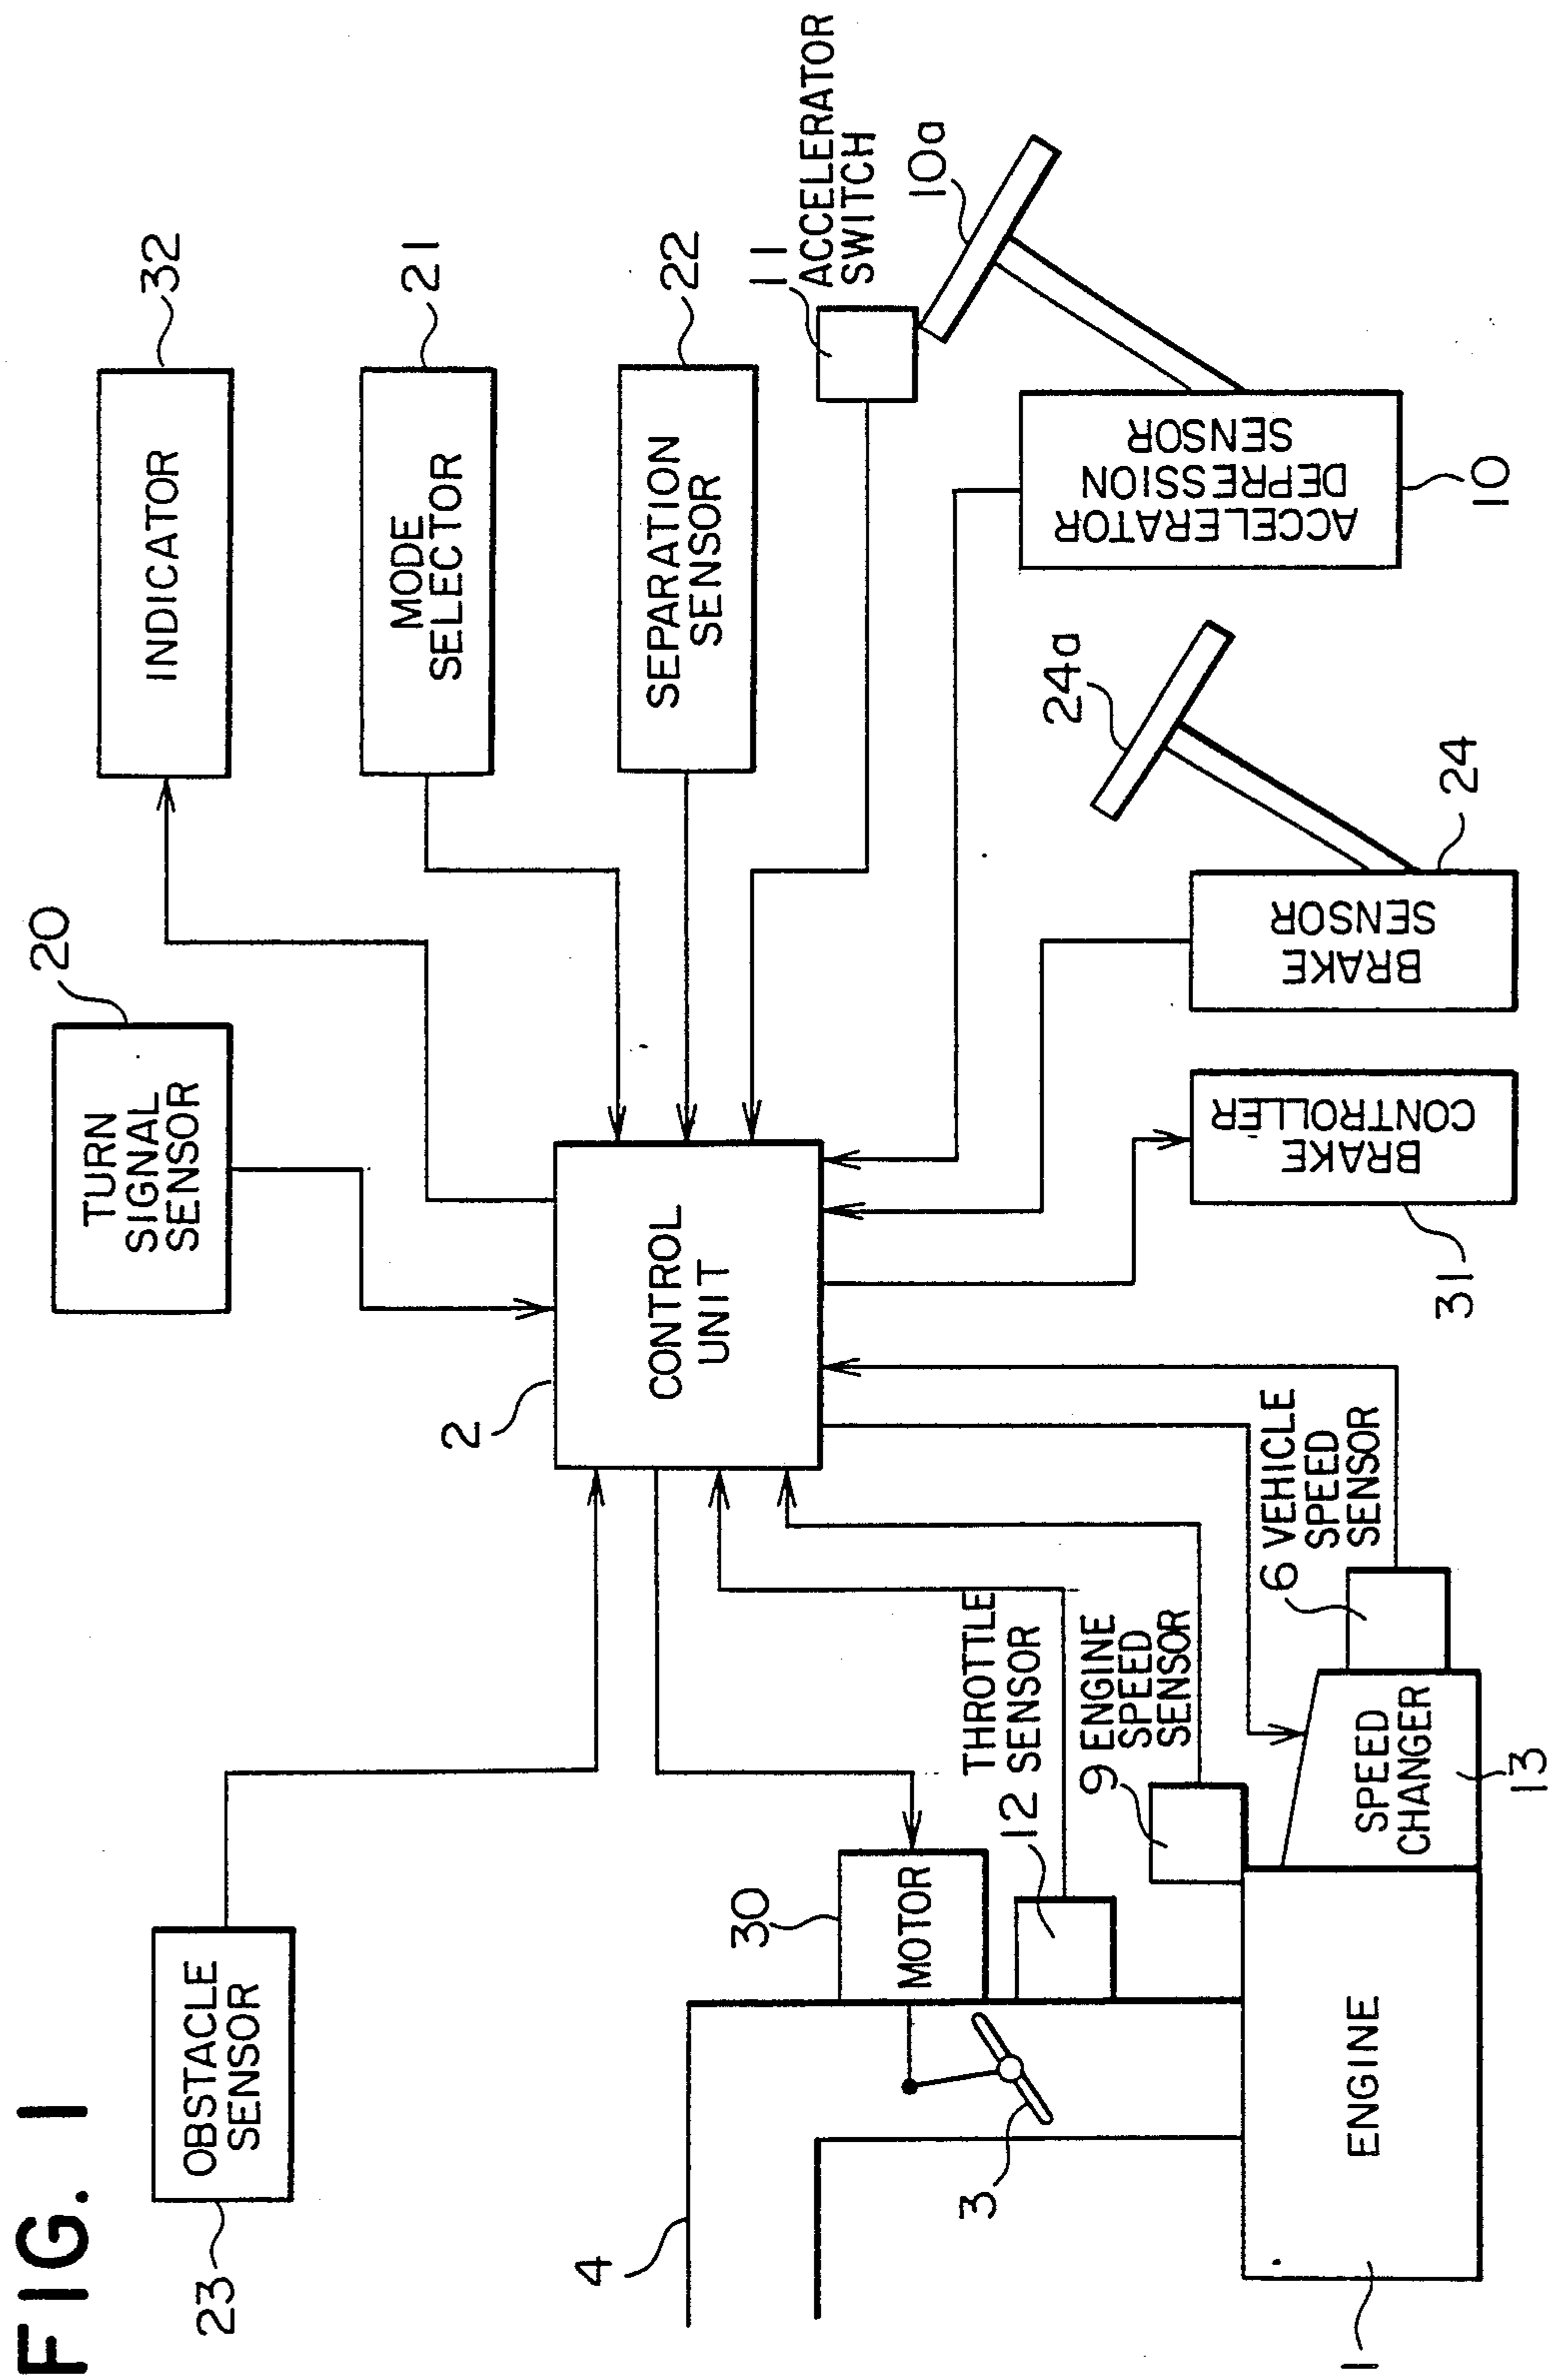 FIG. 1
23
OBSTACLE
SENSOR
20
TURN
SIGNAL
SENSOR
32
INDICATOR
21
MODE
SELECTOR
22
SEPARATION
SENSOR
11
ACCELERATOR
SWITCH
10a
ACCELERATOR
DEPRESSION
SENSOR
10
24a
24
BRAKE
SENSOR
BRAKE
CONTROLLER
31
2
CONTROL
UNIT
4
30
MOTOR
3
THROTTLE
12 SENSOR
9 ENGINE
SPEED
SENSOR
6 VEHICLE
SPEED
SENSOR
SPEED
CHANGER
13
ENGINE
1